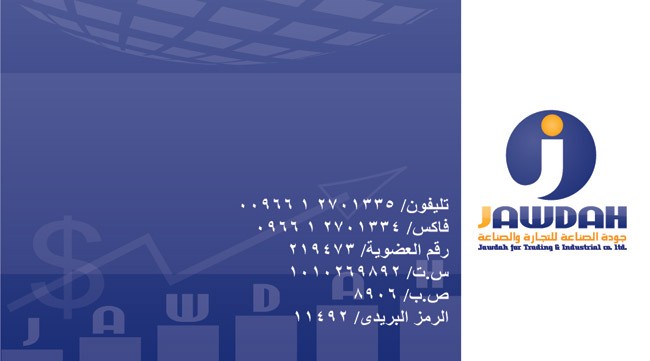 تليفون/ ٠٠٩٦٦ ١ ٢٧٠١٣٣٥
فاكس/ ٠٩٦٦ ١ ٢٧٠١٣٣٤
رقم العضوية/ ٢١٩٤٧٣
س.ت/ ١٠١٠٢٦٩٨٩٢
ص.ب/ ٨٩٠٦
الرمز البريدى/ ١١٤٩٢
J A W D A H
$
j
JAWDAH
جودة الصناعة للتجارة والصناعة
Jawdah for Trading & Industrial co. ltd.